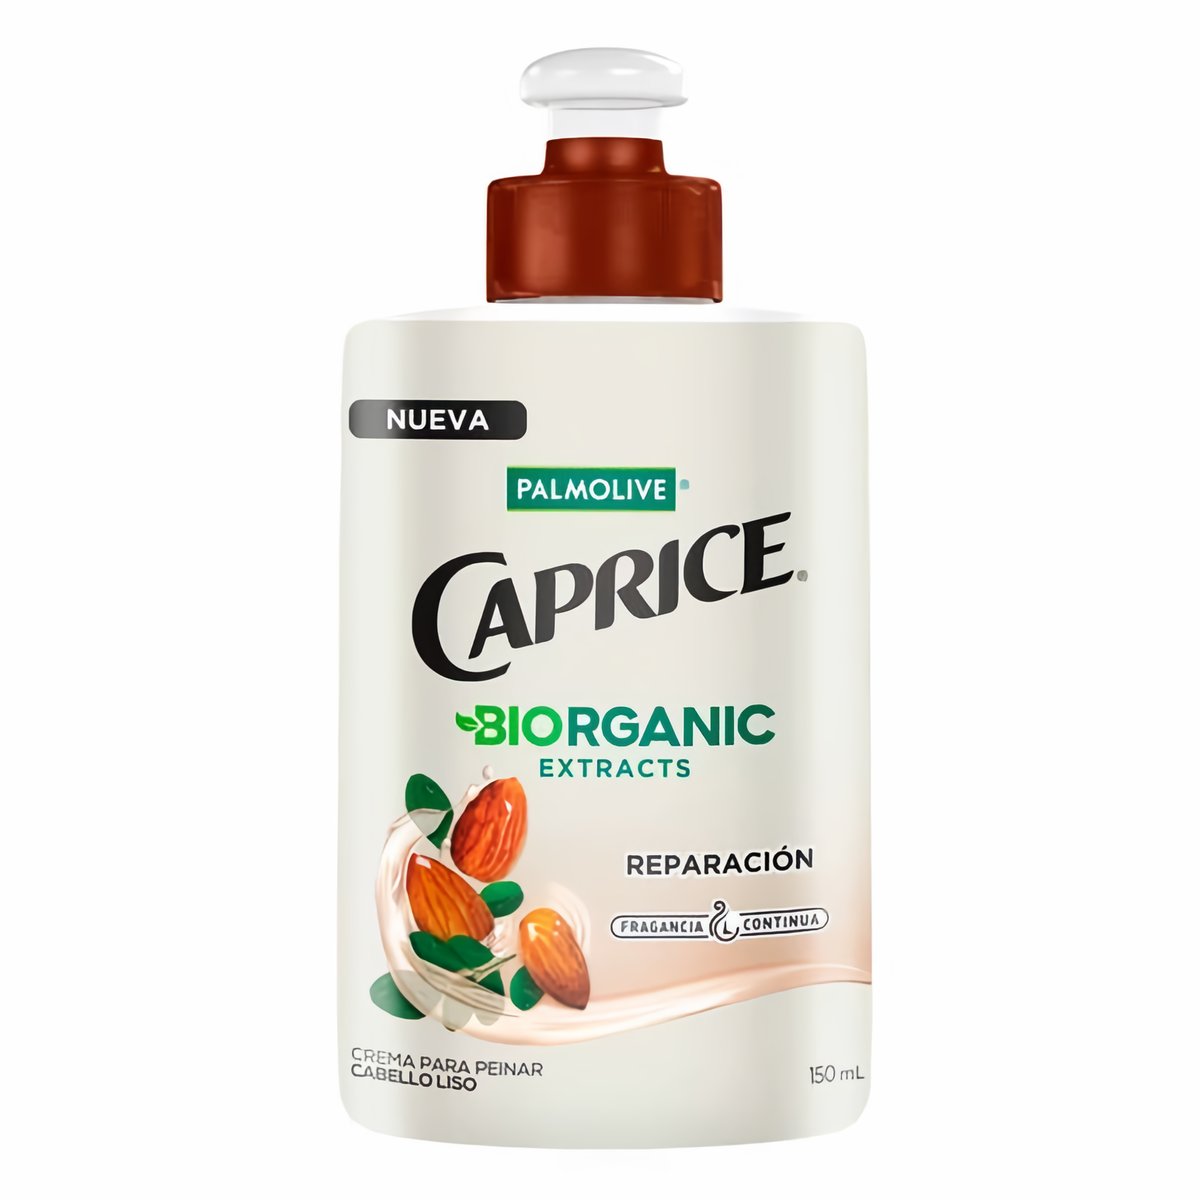 NUEVA
PALMOLIVE
CAPRICE
BIORGANIC
EXTRACTS
REPARACIÓN
FRAGANCIA CONTINUA
CREMA PARA PEINAR
CABELLO LISO
150 mL